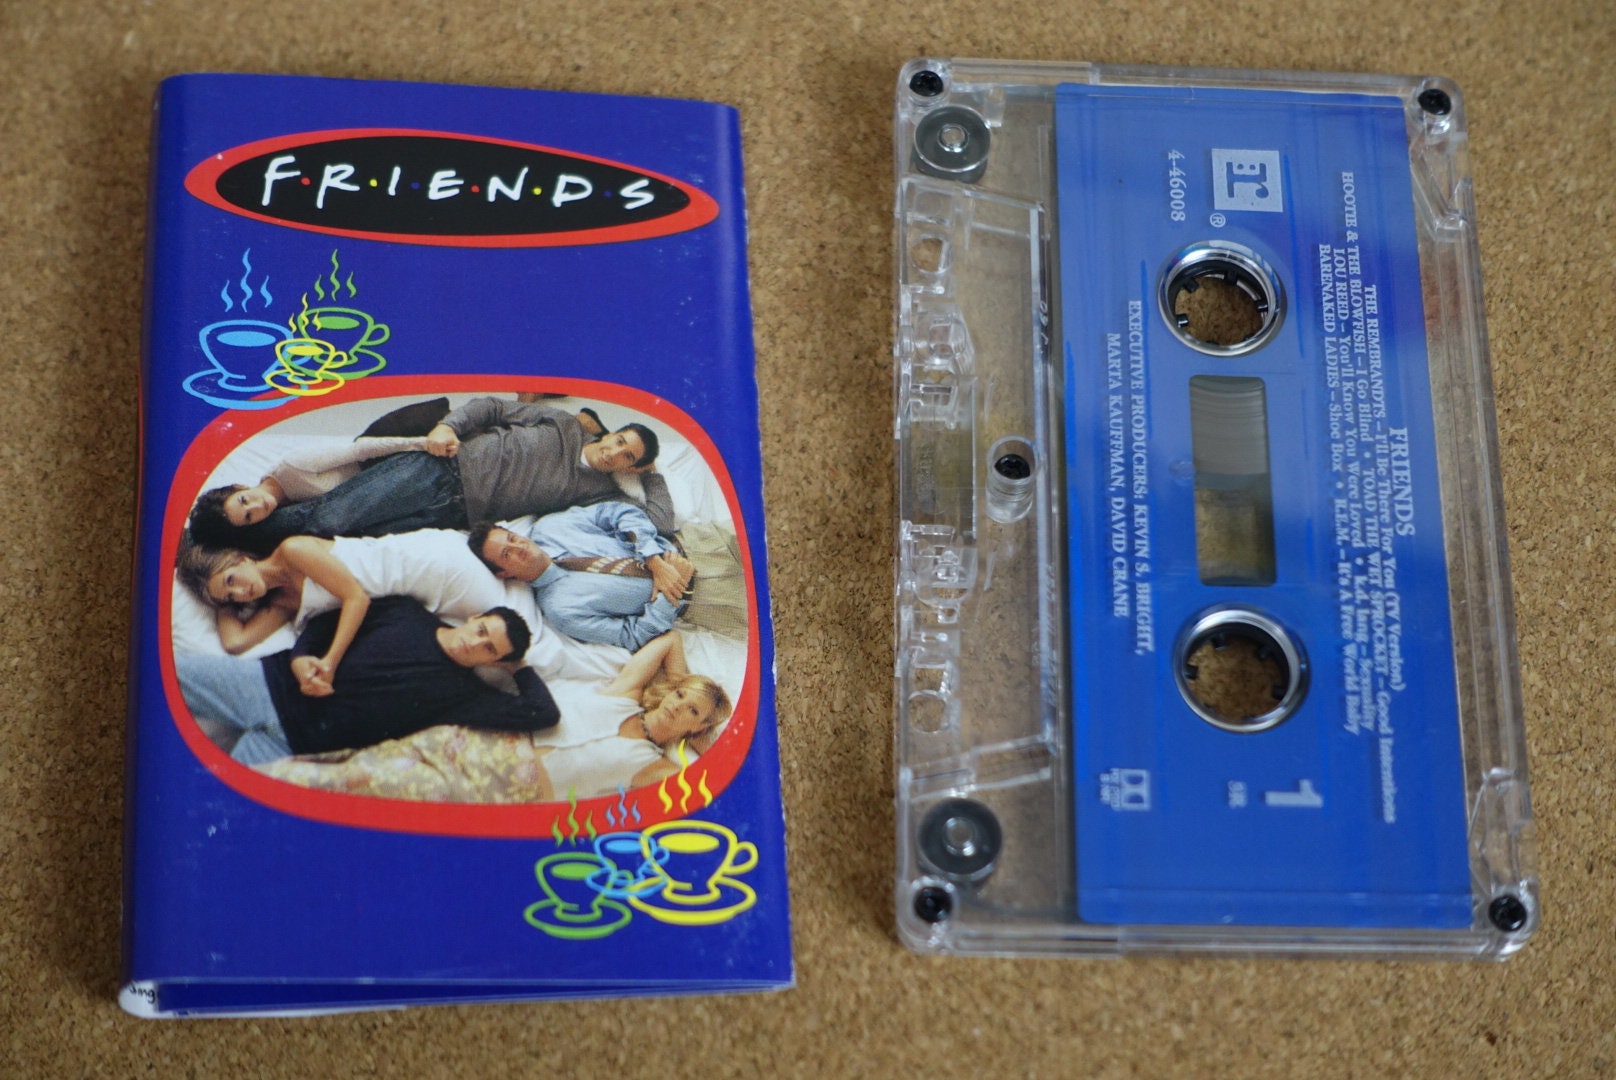 F·R·I·E·N·D·S
Sing
FRIENDS
THE REMBRANDTS – I'll Be There For You (TV Version)
HOOTIE & THE BLOWFISH – I Go Blind • TOAD THE WET SPROCKET – Good Intentions
LOU REED – You'll Know You Were Loved • k.d. lang – Sexuality
BARENAKED LADIES – Shoe Box • R.E.M. – It's A Free World Baby
r
®
4-46008
1
SR
EXECUTIVE PRODUCERS: KEVIN S. BRIGHT,
MARTA KAUFFMAN, DAVID CRANE